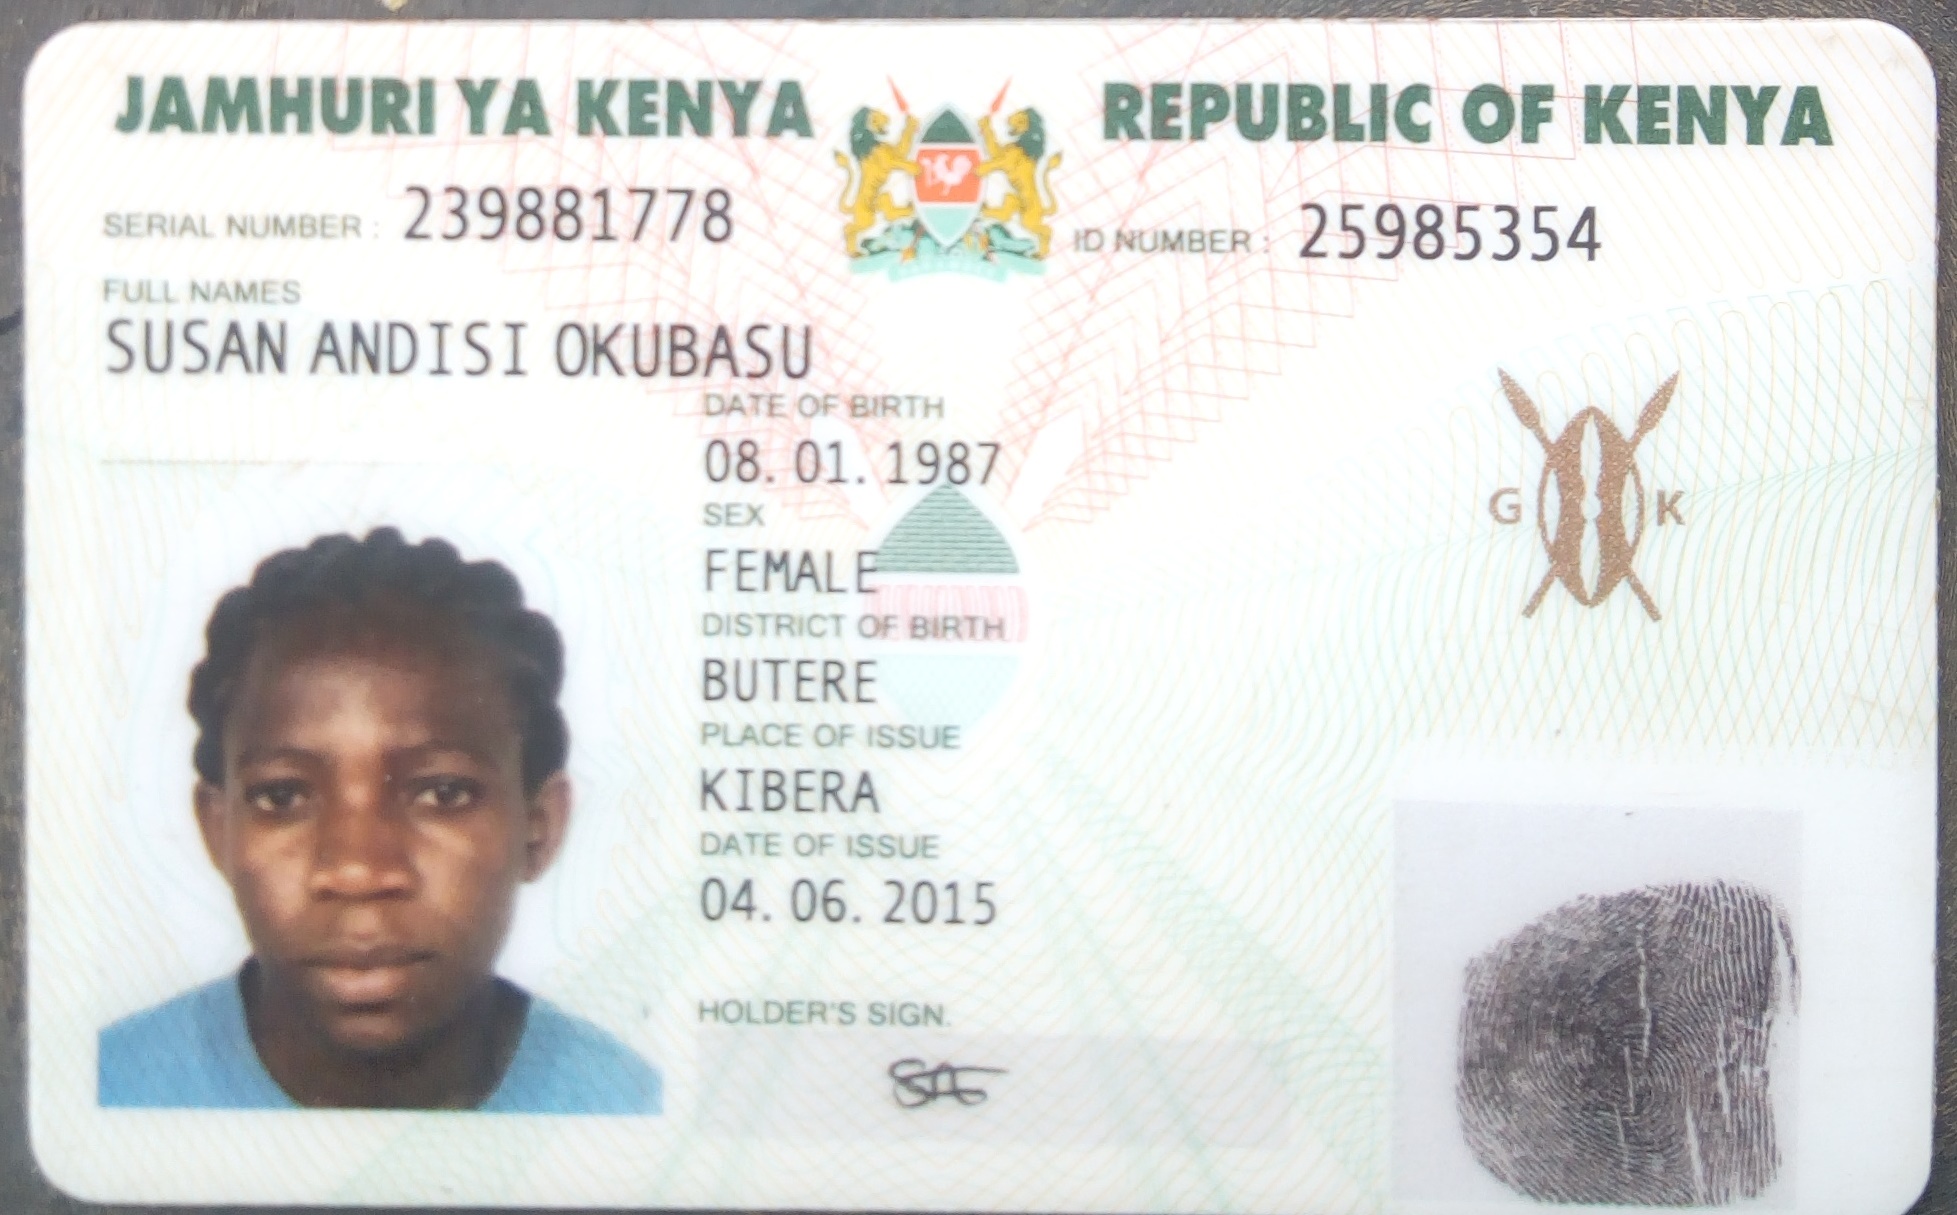 JAMHURI YA KENYA REPUBLIC OF KENYA
SERIAL NUMBER : 239881778 ID NUMBER : 25985354
FULL NAMES
SUSAN ANDISI OKUBASU
DATE OF BIRTH
08. 01. 1987
SEX
FEMALE
G K
DISTRICT OF BIRTH
BUTERE
PLACE OF ISSUE
KIBERA
DATE OF ISSUE
04. 06. 2015
HOLDER'S SIGN.